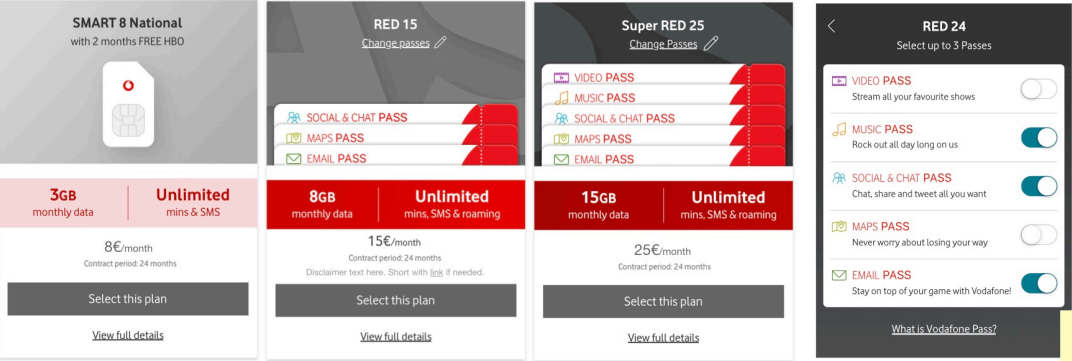 SMART 8 National
with 2 months FREE HBO
3GB
monthly data
Unlimited
mins & SMS
8€/month
Contract period: 24 months
Select this plan
View full details
RED 15
Change passes
SOCIAL & CHAT PASS
MAPS PASS
EMAIL PASS
8GB
monthly data
Unlimited
mins, SMS & roaming
15€/month
Contract period: 24 months
Disclaimer text here. Short with link if needed.
Select this plan
View full details
Super RED 25
Change Passes
VIDEO PASS
MUSIC PASS
SOCIAL & CHAT PASS
MAPS PASS
EMAIL PASS
15GB
monthly data
Unlimited
mins, SMS & roaming
25€/month
Contract period: 24 months
Select this plan
View full details
RED 24
Select up to 3 Passes
VIDEO PASS
Stream all your favourite shows
MUSIC PASS
Rock out all day long on us
SOCIAL & CHAT PASS
Chat, share and tweet all you want
MAPS PASS
Never worry about losing your way
EMAIL PASS
Stay on top of your game with Vodafone!
What is Vodafone Pass?